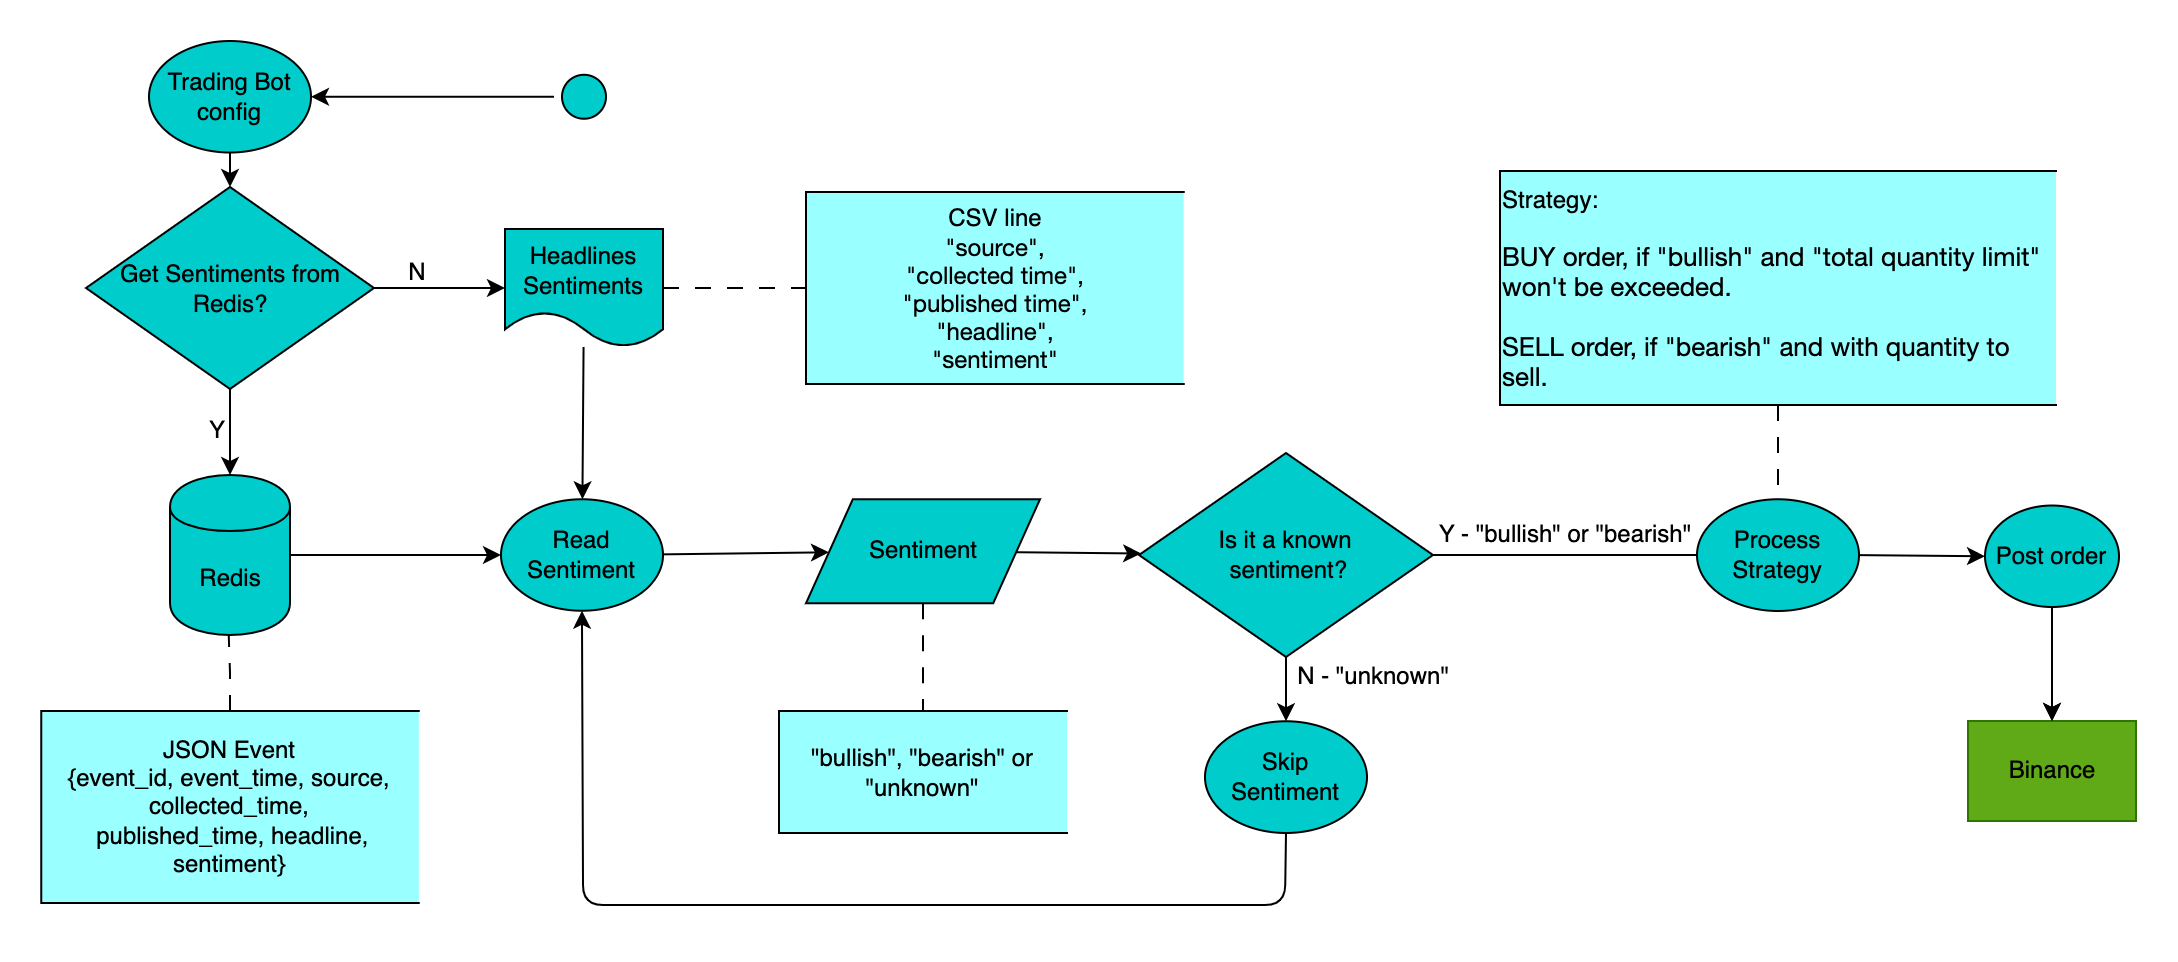 Trading Bot
config
Get Sentiments from
Redis?
N
Headlines
Sentiments
CSV line
"source",
"collected time",
"published time",
"headline",
"sentiment"
Strategy:
BUY order, if "bullish" and "total quantity limit"
won't be exceeded.
SELL order, if "bearish" and with quantity to
sell.
Y
Redis
Read
Sentiment
Sentiment
Is it a known
sentiment?
Y - "bullish" or "bearish"
Process
Strategy
Post order
N - "unknown"
JSON Event
{event_id, event_time, source,
collected_time,
published_time, headline,
sentiment}
"bullish", "bearish" or
"unknown"
Skip
Sentiment
Binance